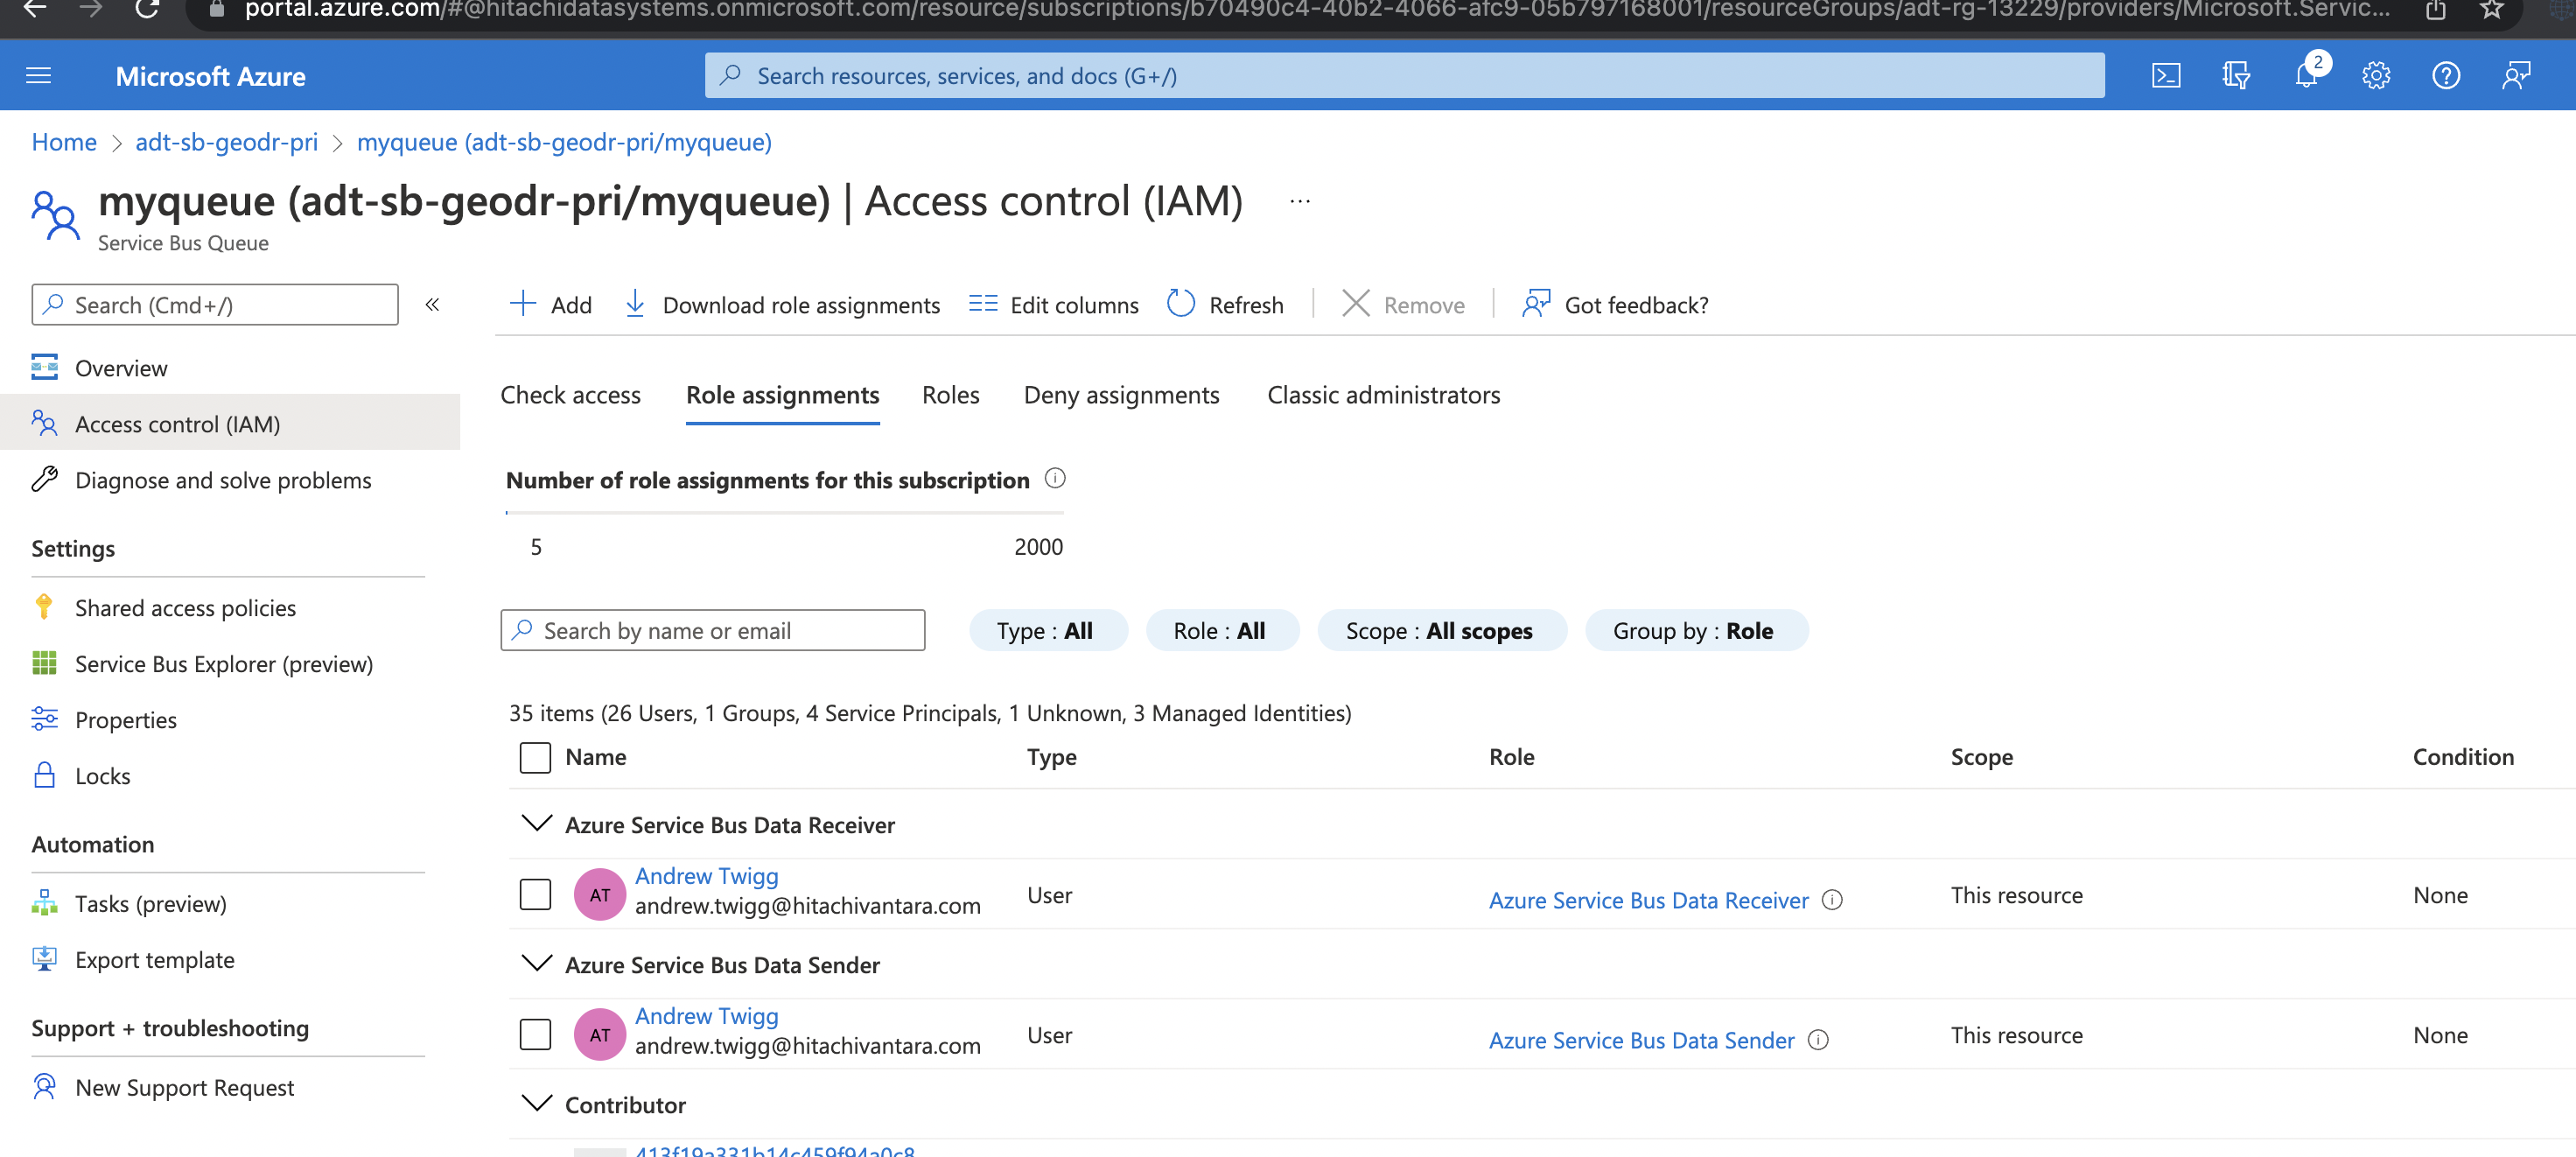 portal.azure.com/#@hitachidatasystems.onmicrosoft.com/resource/subscriptions/b70490c4-40b2-4066-afc9-05b797168001/resourceGroups/adt-rg-13229/providers/Microsoft.Servic...
Microsoft Azure
Search resources, services, and docs (G+/)
2
Home > adt-sb-geodr-pri > myqueue (adt-sb-geodr-pri/myqueue)
myqueue (adt-sb-geodr-pri/myqueue) | Access control (IAM) ...
Service Bus Queue
Search (Cmd+/)
«
Overview
Access control (IAM)
Diagnose and solve problems
Settings
Shared access policies
Service Bus Explorer (preview)
Properties
Locks
Automation
Tasks (preview)
Export template
Support + troubleshooting
New Support Request
Add Download role assignments Edit columns Refresh Remove Got feedback?
Check access Role assignments Roles Deny assignments Classic administrators
Number of role assignments for this subscription
5 2000
Search by name or email Type : All Role : All Scope : All scopes Group by : Role
35 items (26 Users, 1 Groups, 4 Service Principals, 1 Unknown, 3 Managed Identities)
Name Type Role Scope Condition
Azure Service Bus Data Receiver
AT Andrew Twigg
andrew.twigg@hitachivantara.com User Azure Service Bus Data Receiver This resource None
Azure Service Bus Data Sender
AT Andrew Twigg
andrew.twigg@hitachivantara.com User Azure Service Bus Data Sender This resource None
Contributor
413f19a331b14c459f94a0c8